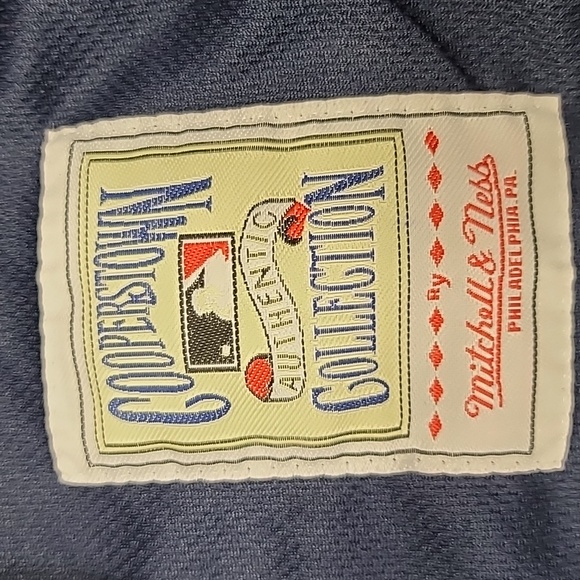 COOPERSTOWN
AUTHENTIC
COLLECTION
By
Mitchell & Ness
PHILADELPHIA PA.